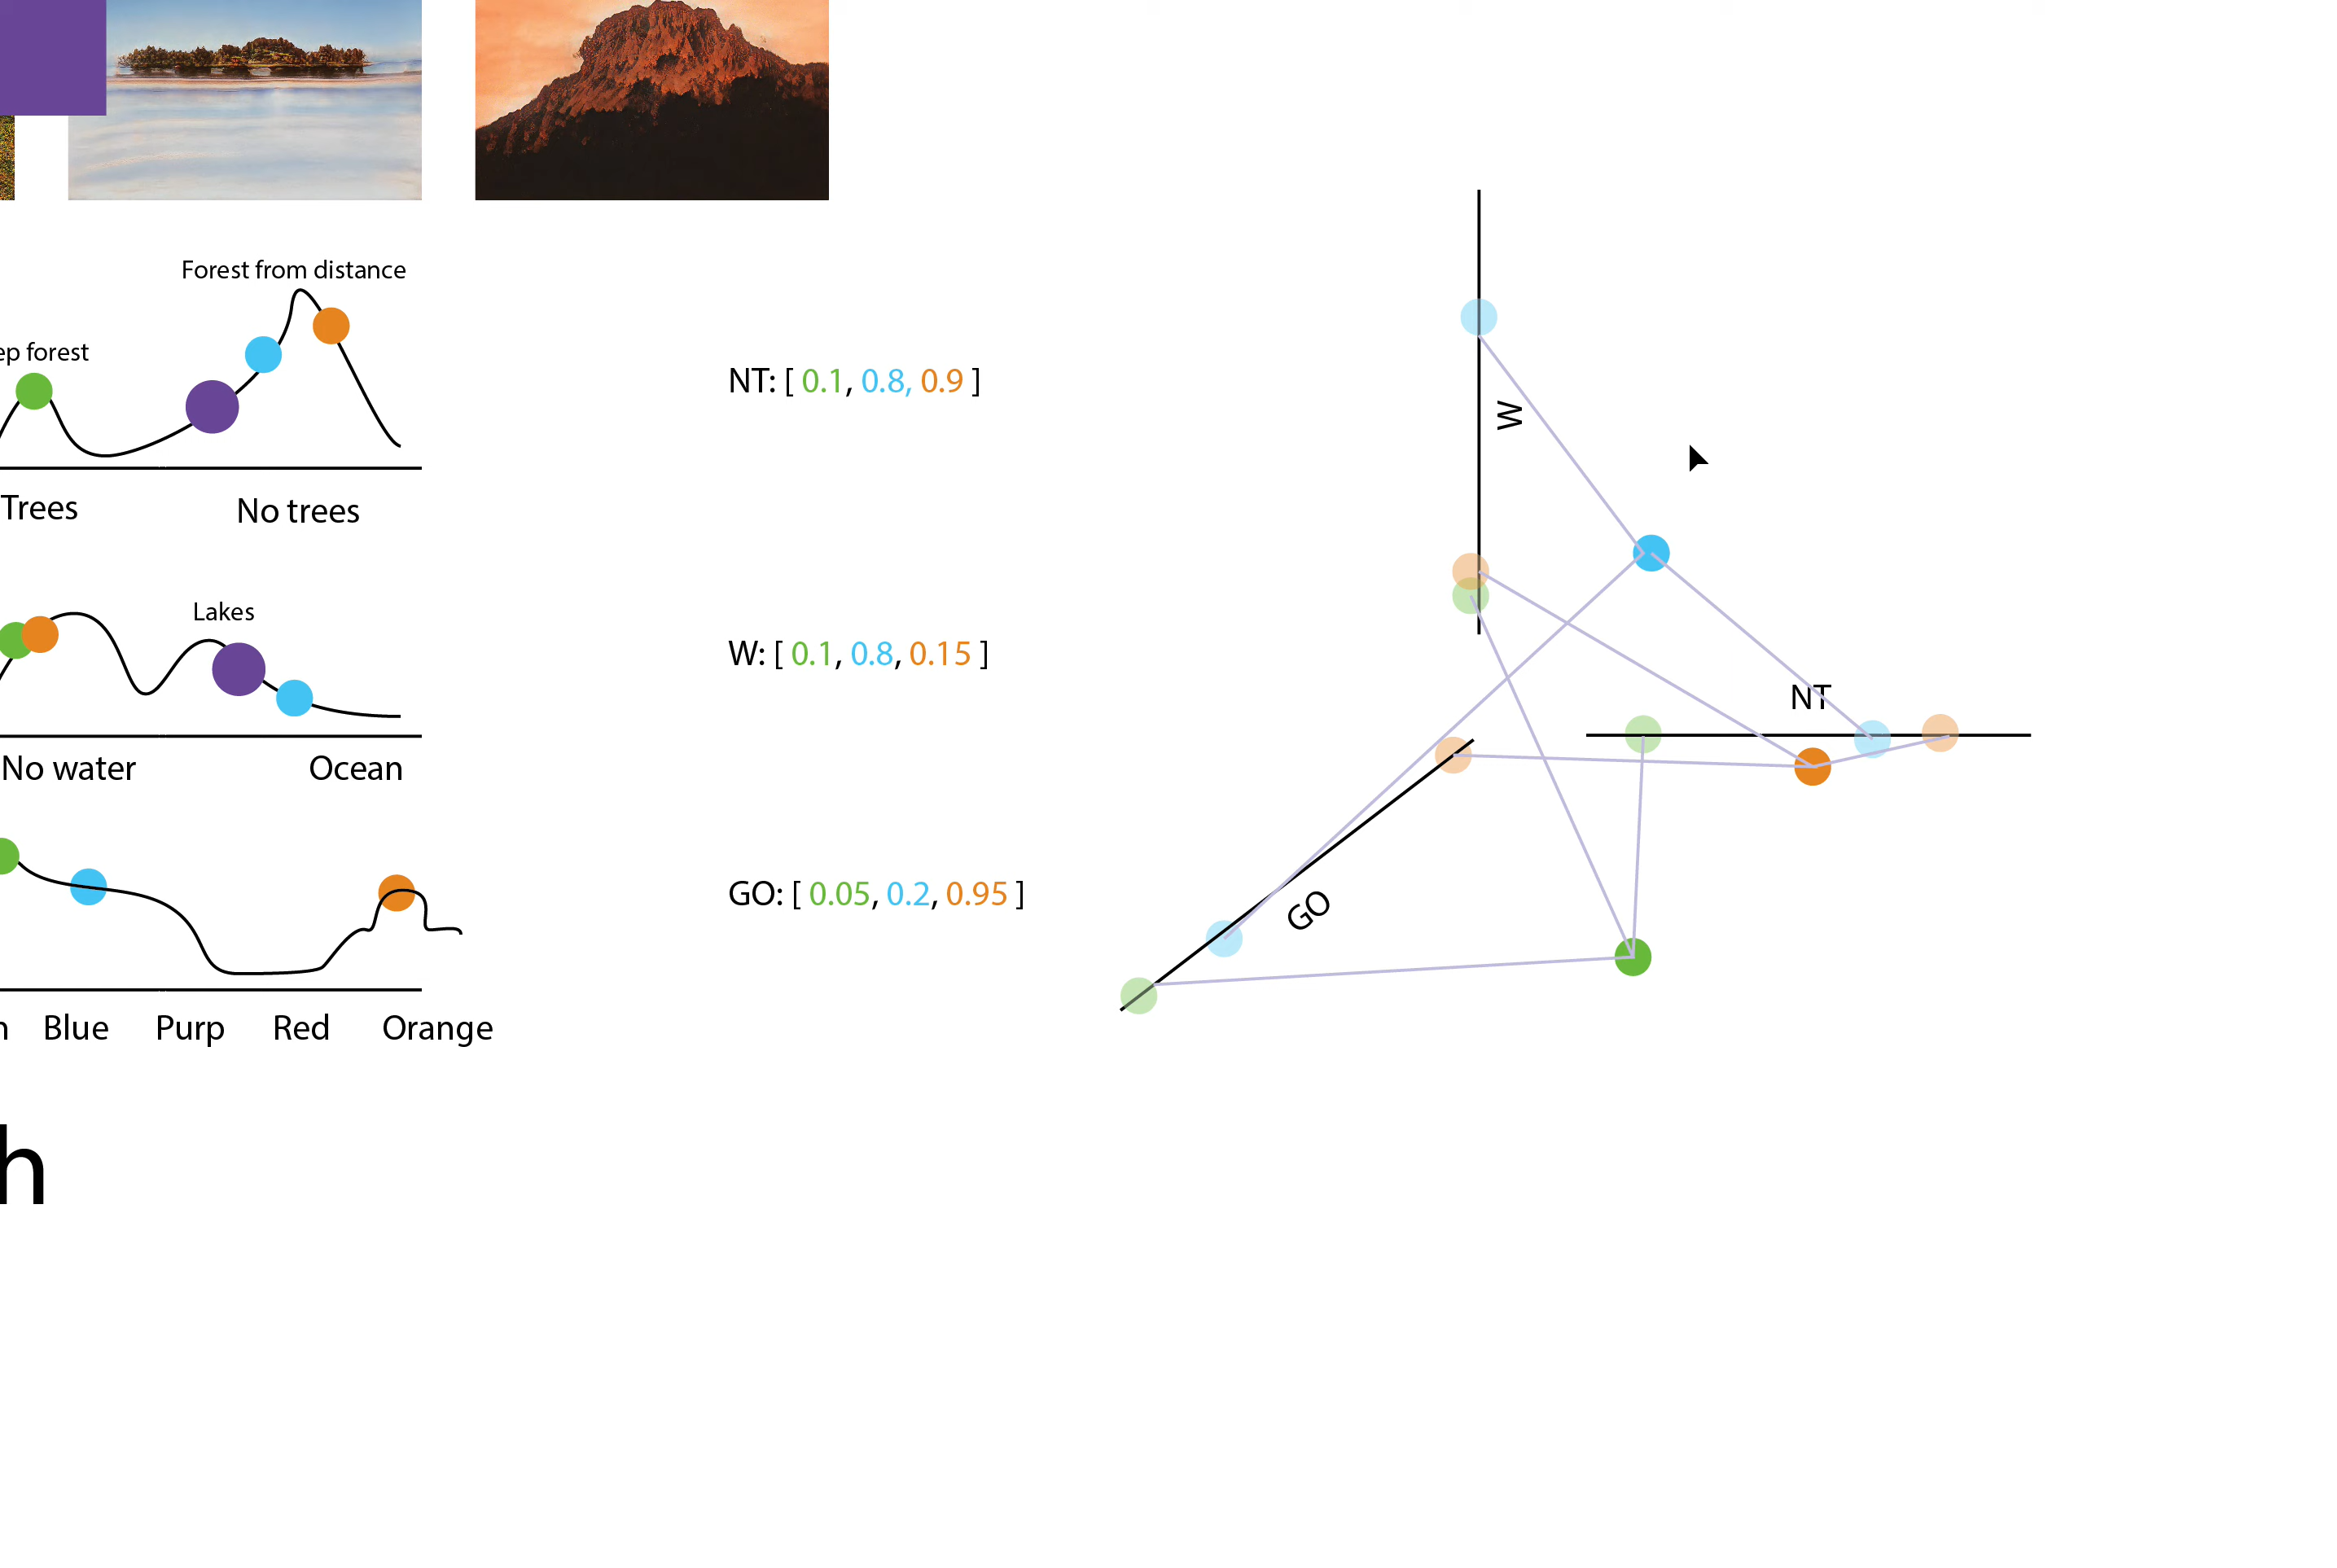 Forest from distance
ep forest
NT: [ 0.1, 0.8, 0.9 ]
W
Trees No trees
Lakes
W: [ 0.1, 0.8, 0.15 ]
NT
No water Ocean
GO: [ 0.05, 0.2, 0.95 ]
GO
n Blue Purp Red Orange
h